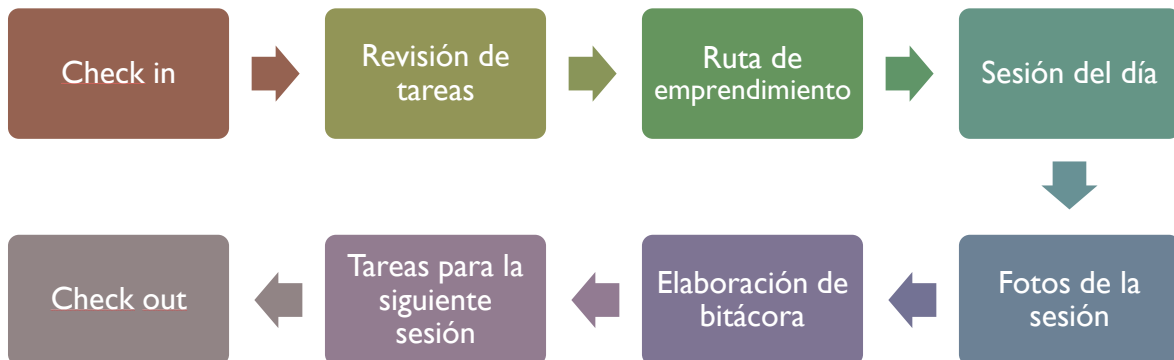 Check in
Revisión de
tareas
Ruta de
emprendimiento
Sesión del día
Fotos de la
sesión
Elaboración de
bitácora
Tareas para la
siguiente
sesión
Check out